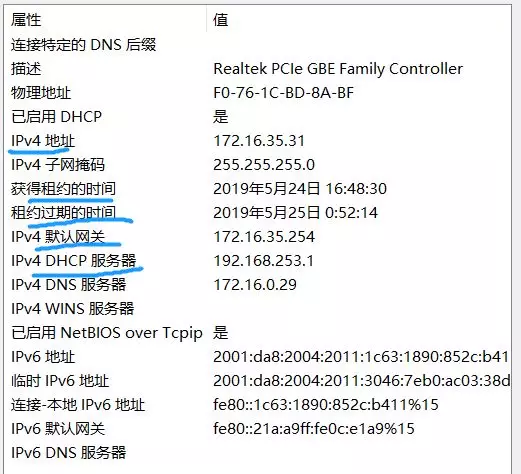 属性 值
连接特定的 DNS 后缀
描述 Realtek PCIe GBE Family Controller
物理地址 F0-76-1C-BD-8A-BF
已启用 DHCP 是
IPv4 地址 172.16.35.31
IPv4 子网掩码 255.255.255.0
获得租约的时间 2019年5月24日 16:48:30
租约过期的时间 2019年5月25日 0:52:14
IPv4 默认网关 172.16.35.254
IPv4 DHCP 服务器 192.168.253.1
IPv4 DNS 服务器 172.16.0.29
IPv4 WINS 服务器
已启用 NetBIOS over Tcpip 是
IPv6 地址 2001:da8:2004:2011:1c63:1890:852c:b41
临时 IPv6 地址 2001:da8:2004:2011:3046:7eb0:ac03:38d
连接-本地 IPv6 地址 fe80::1c63:1890:852c:b411%15
IPv6 默认网关 fe80::21a:a9ff:fe0c:e1a9%15
IPv6 DNS 服务器